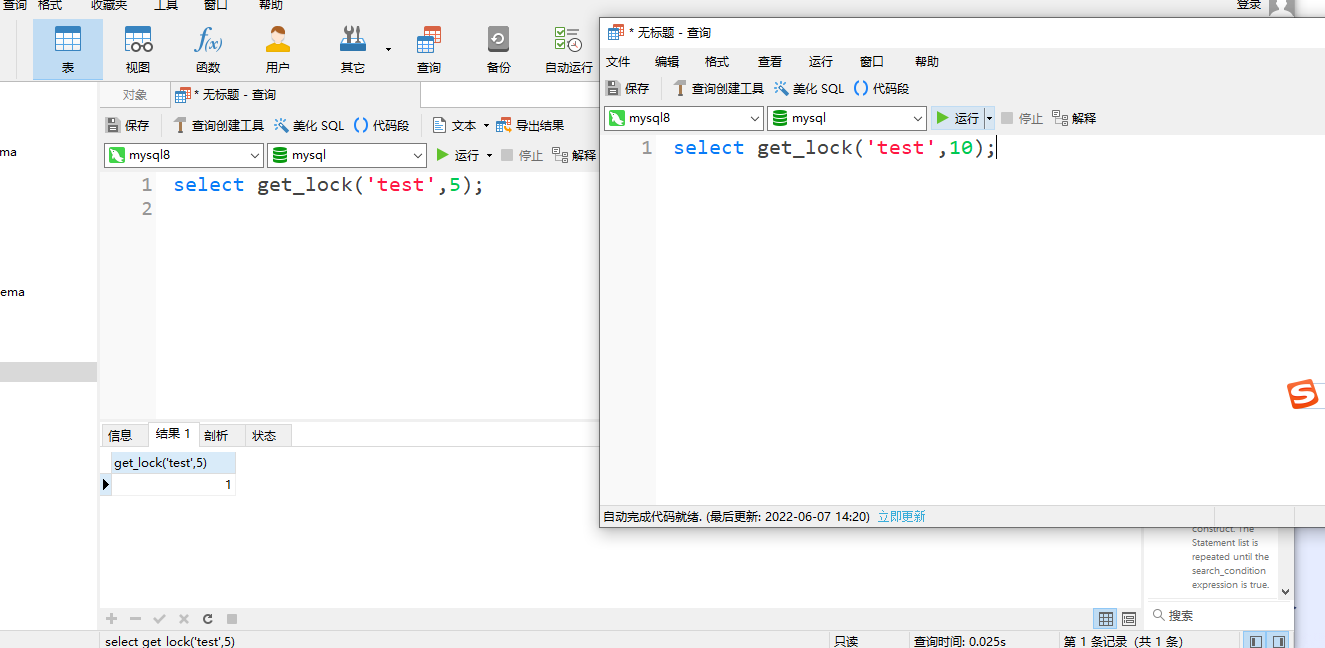 查询 格式 收藏夹 工具 窗口 帮助 登录
表 视图 函数 用户 其它 查询 备份 自动运行
ma
ema
对象 * 无标题 - 查询
保存 查询创建工具 美化 SQL () 代码段 文本 导出结果
mysql8 mysql 运行 停止 解释
1 select get_lock('test',5);
2
信息 结果 1 剖析 状态
get_lock('test',5)
1
* 无标题 - 查询
文件 编辑 格式 查看 运行 窗口 帮助
保存 查询创建工具 美化 SQL () 代码段
mysql8 mysql 运行 停止 解释
1 select get_lock('test',10);
自动完成代码就绪. (最后更新: 2022-06-07 14:20) 立即更新
construct. The
Statement list is
repeated until the
search_condition
expression is true.
搜索
select get_lock('test',5) 只读 查询时间: 0.025s 第 1 条记录 (共 1 条)